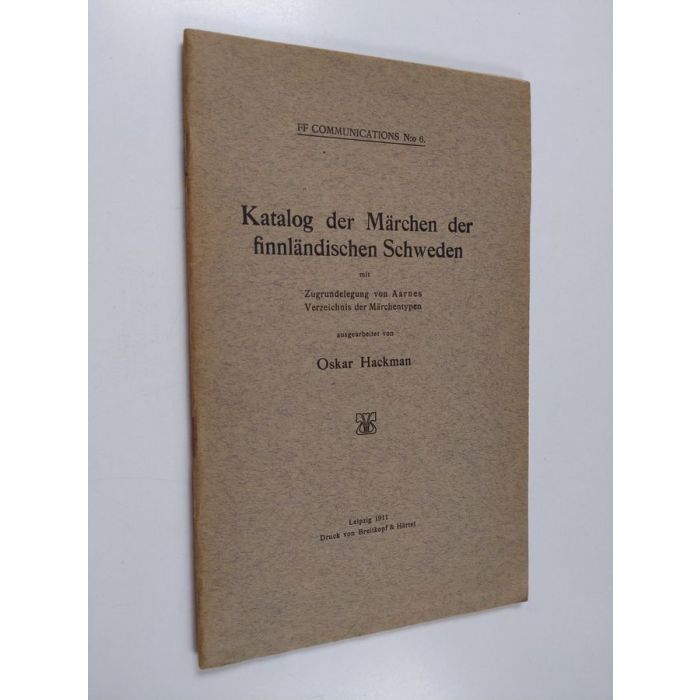 FF COMMUNICATIONS N:o 6.
Katalog der Märchen der
finnländischen Schweden
mit
Zugrundelegung von Aarnes
Verzeichnis der Märchentypen
ausgearbeitet von
Oskar Hackman
Leipzig 1911
Druck von Breitkopf & Härtel